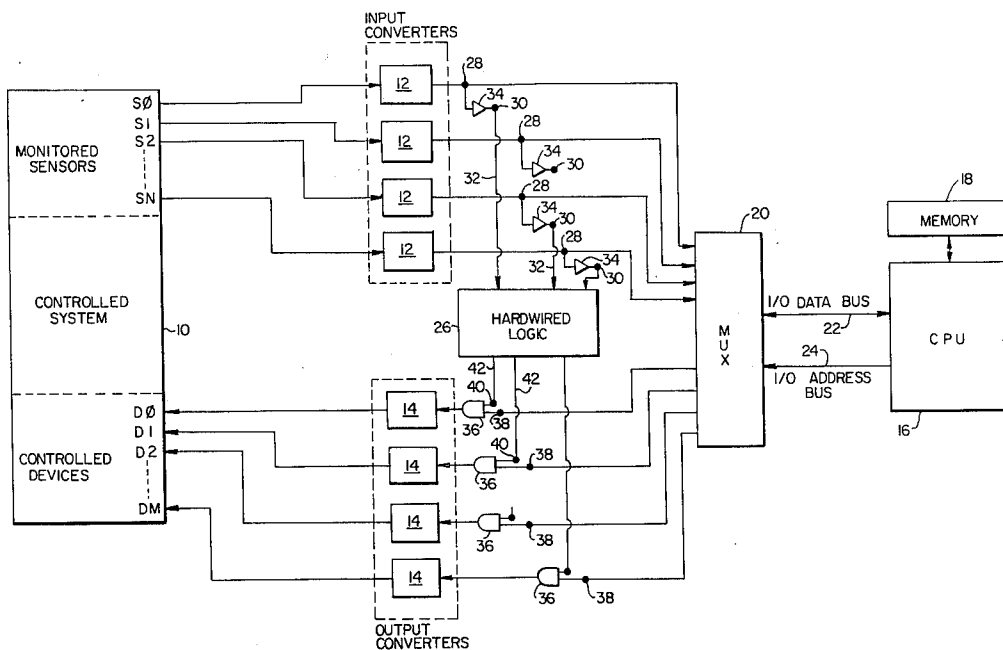 INPUT
CONVERTERS
SØ
S1
S2
SN
MONITORED
SENSORS
CONTROLLED
SYSTEM
10
DØ
D1
D2
DM
CONTROLLED
DEVICES
12
12
12
12
28
34
30
28
34
30
32
28
34
30
28
34
30
32
26
HARDWIRED
LOGIC
42
42
40
36
38
40
36
38
36
38
36
38
14
14
14
14
OUTPUT
CONVERTERS
20
MUX
I/O DATA BUS
22
24
I/O ADDRESS
BUS
18
MEMORY
CPU
16